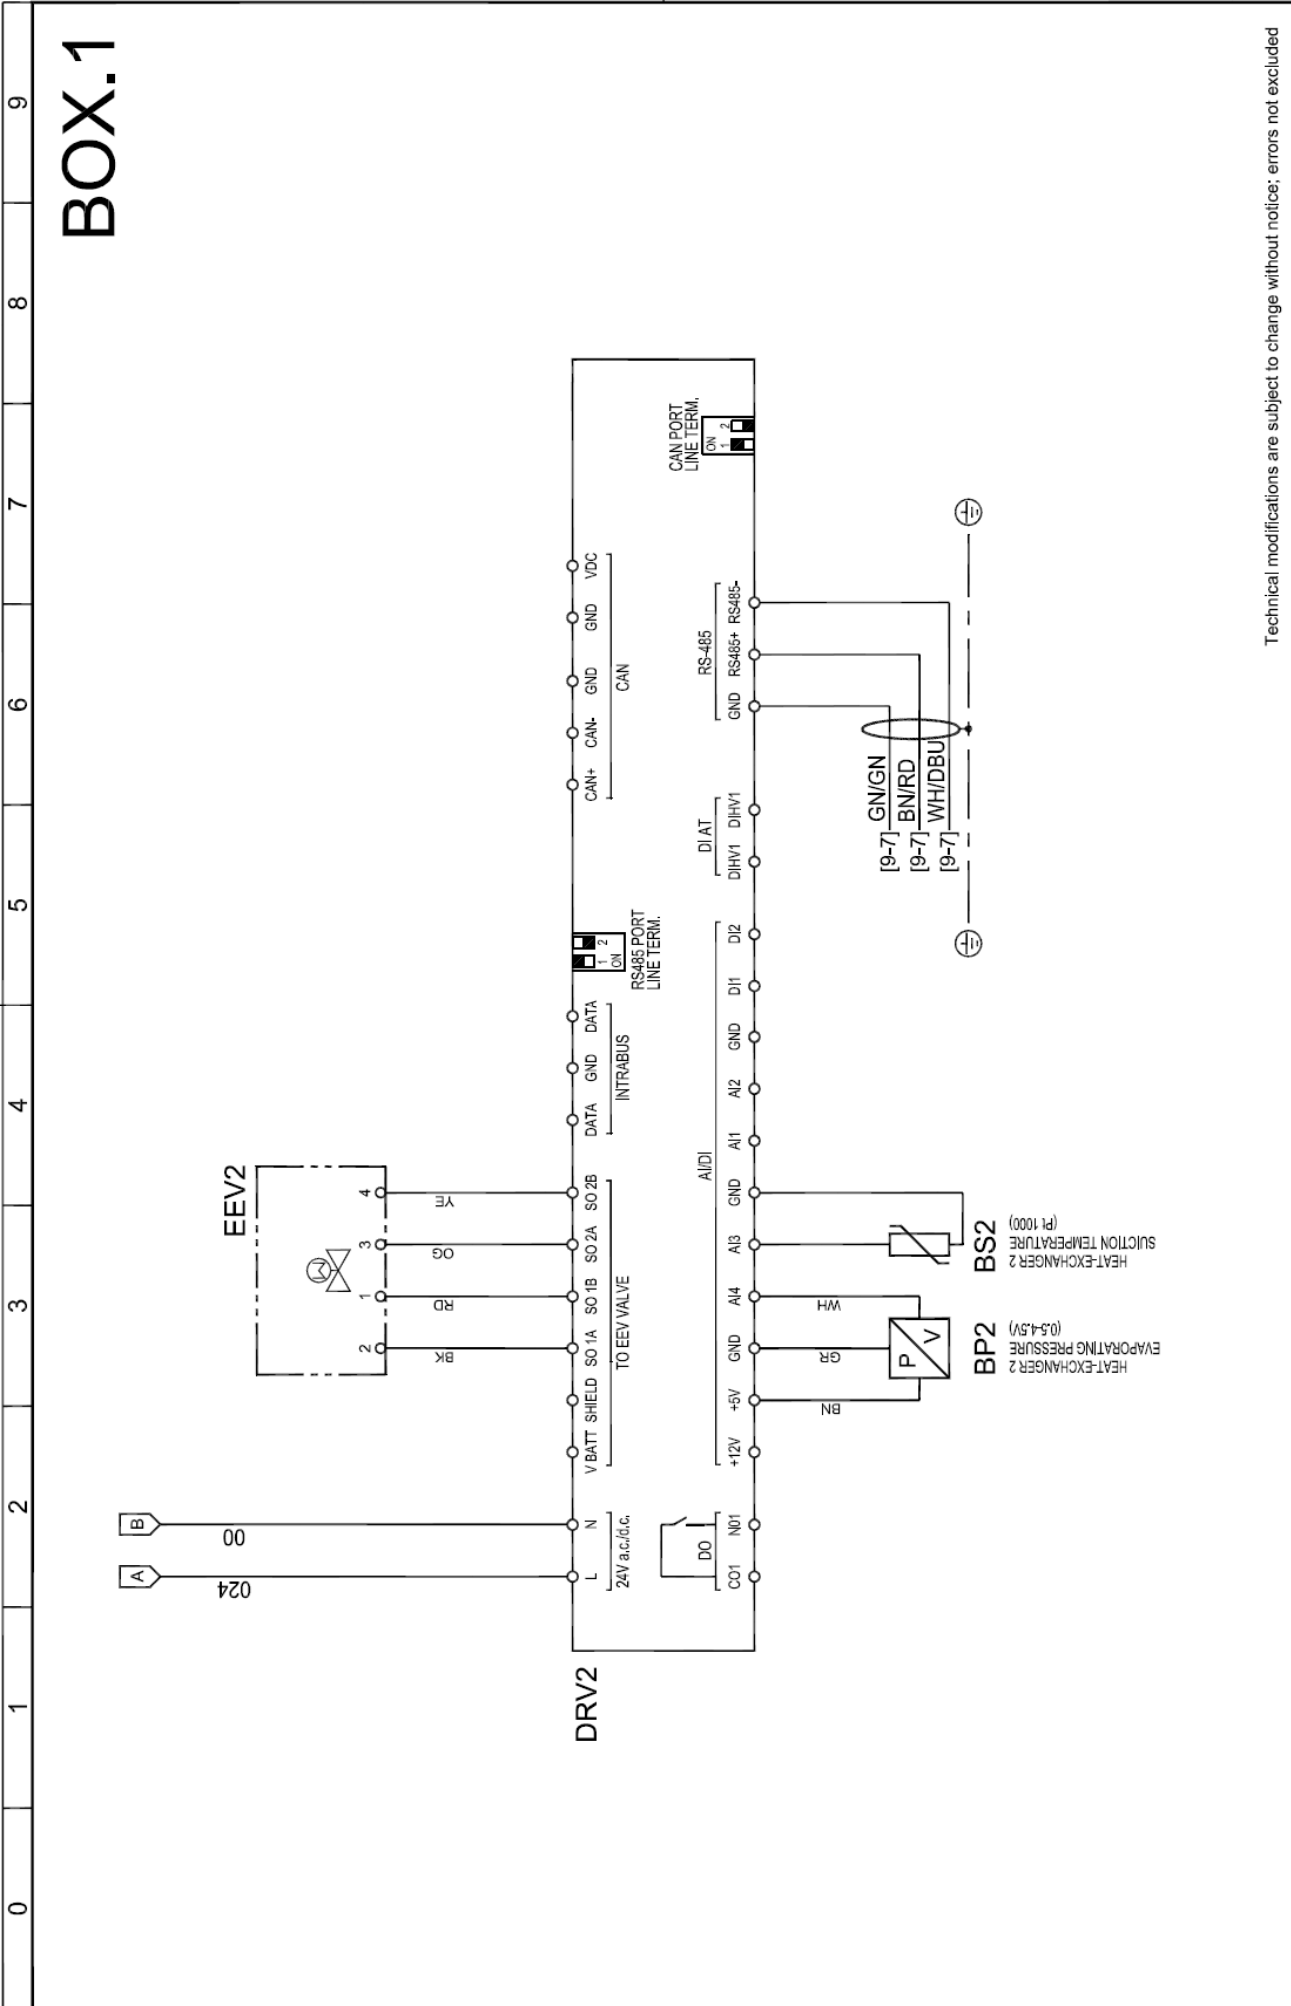 0 1 2 3 4 5 6 7 8 9
BOX.1
A
B
024
00
EEV2
M
2 1 3 4
BK
RD
OG
YE
L N
24V a.c./d.c.
V BATT SHIELD SO 1A SO 1B SO 2A SO 2B
TO EEV VALVE
DATA GND DATA
INTRABUS
1 2
ON
RS485 PORT
LINE TERM.
CAN+ CAN- GND GND VDC
CAN
CAN PORT
LINE TERM.
ON
1 2
DRV2
DO
CO1 N01
AI/DI
+12V +5V GND AI4 AI3 GND AI1 AI2 GND DI1 DI2
DI AT
DIHV1 DIHV1
RS-485
GND RS485+ RS485-
BN
GR
WH
P
V
BP2
HEAT-EXCHANGER 2
EVAPORATING PRESSURE
(0.5-4.5V)
BS2
HEAT-EXCHANGER 2
SUICTION TEMPERATURE
(Pt 1000)
[9-7] GN/GN
[9-7] BN/RD
[9-7] WH/DBU
Technical modifications are subject to change without notice; errors not excluded